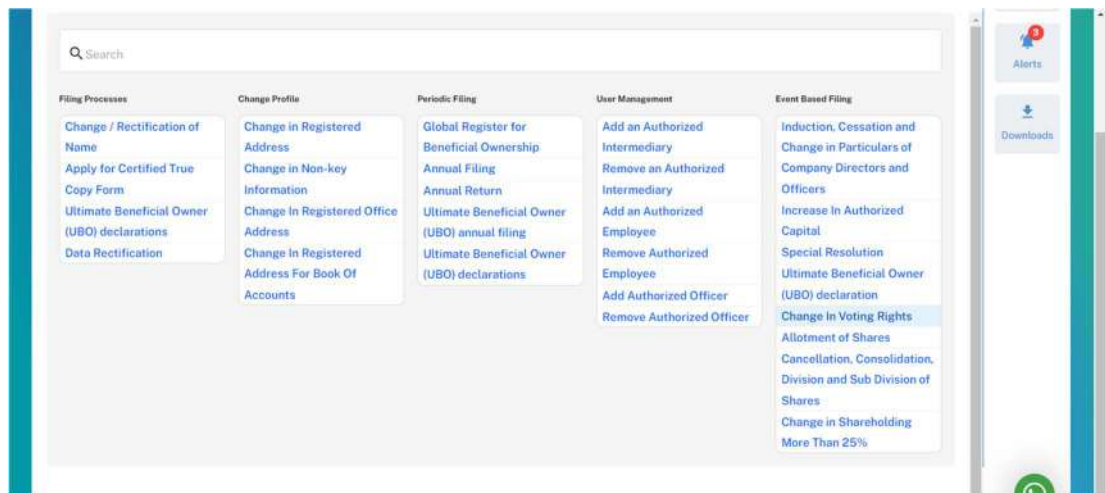 Search
Filing Processes
Change / Rectification of
Name
Apply for Certified True
Copy Form
Ultimate Beneficial Owner
(UBO) declarations
Data Rectification
Change Profile
Change in Registered
Address
Change in Non-key
Information
Change In Registered Office
Address
Change In Registered
Address For Book Of
Accounts
Periodic Filing
Global Register for
Beneficial Ownership
Annual Filing
Annual Return
Ultimate Beneficial Owner
(UBO) annual filing
Ultimate Beneficial Owner
(UBO) declarations
User Management
Add an Authorized
Intermediary
Remove an Authorized
Intermediary
Add an Authorized
Employee
Remove Authorized
Employee
Add Authorized Officer
Remove Authorized Officer
Event Based Filing
Induction, Cessation and
Change in Particulars of
Company Directors and
Officers
Increase In Authorized
Capital
Special Resolution
Ultimate Beneficial Owner
(UBO) declaration
Change In Voting Rights
Allotment of Shares
Cancellation, Consolidation,
Division and Sub Division of
Shares
Change in Shareholding
More Than 25%
3
Alerts
Downloads